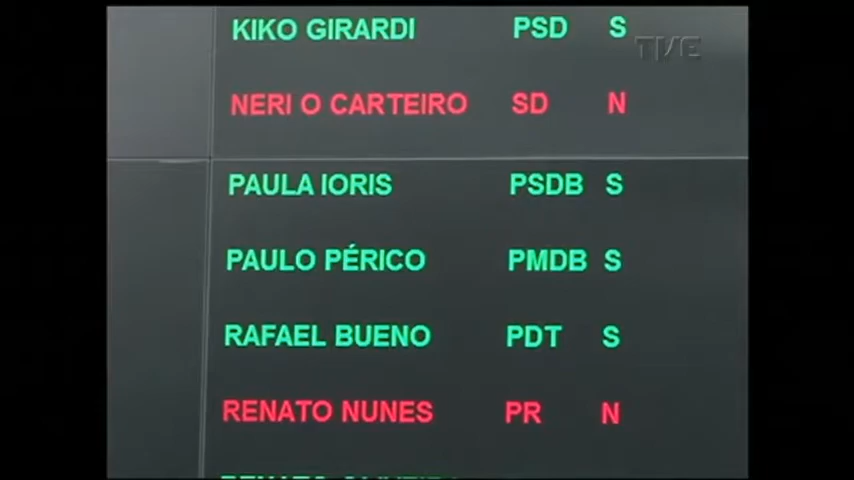 KIKO GIRARDI PSD S
TVE
NERI O CARTEIRO SD N
PAULA IORIS PSDB S
PAULO PÉRICO PMDB S
RAFAEL BUENO PDT S
RENATO NUNES PR N